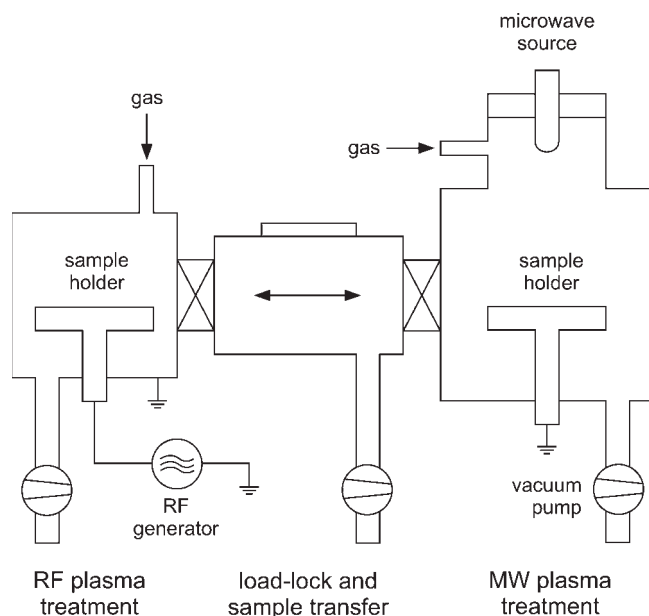 microwave
source
gas
gas
sample
holder
sample
holder
RF
generator
vacuum
pump
RF plasma
treatment
load-lock and
sample transfer
MW plasma
treatment